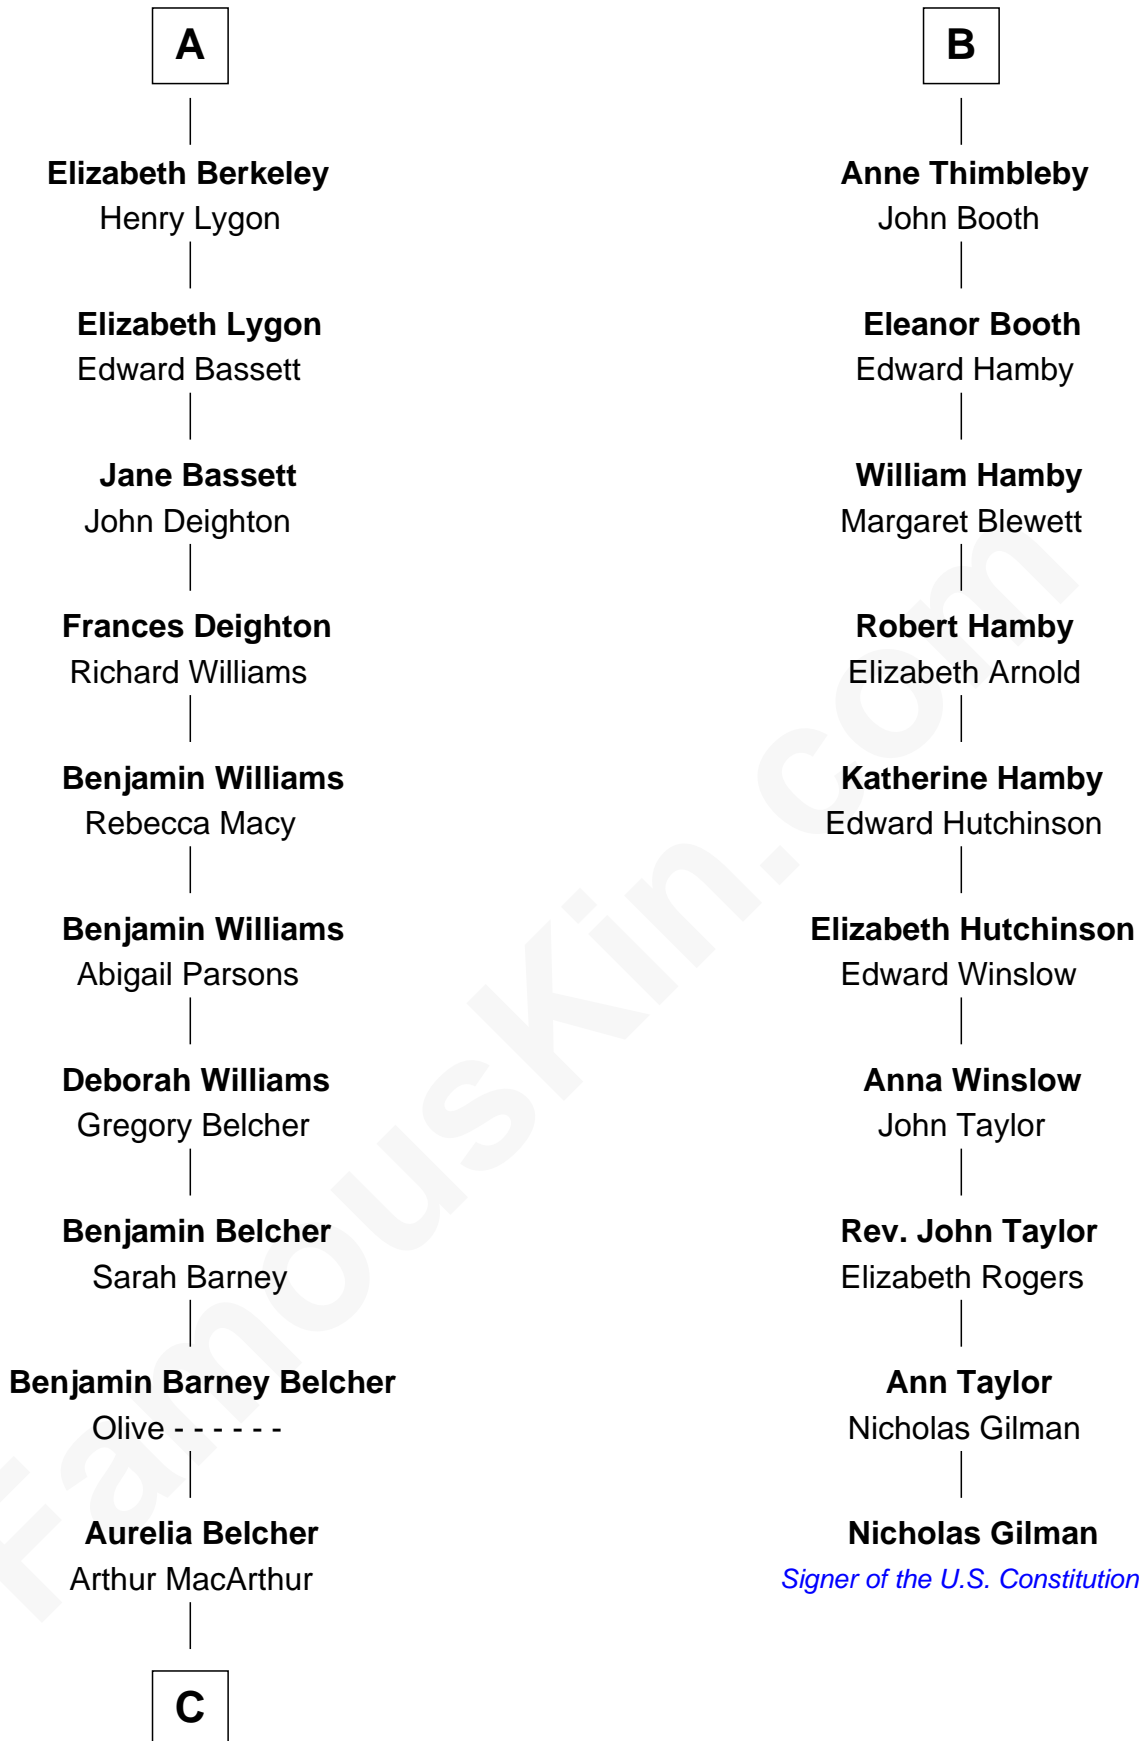 A
Elizabeth Berkeley
Henry Lygon
Elizabeth Lygon
Edward Bassett
Jane Bassett
John Deighton
Frances Deighton
Richard Williams
Benjamin Williams
Rebecca Macy
Benjamin Williams
Abigail Parsons
Deborah Williams
Gregory Belcher
Benjamin Belcher
Sarah Barney
Benjamin Barney Belcher
Olive - - - - - -
Aurelia Belcher
Arthur MacArthur
C
B
Anne Thimbleby
John Booth
Eleanor Booth
Edward Hamby
William Hamby
Margaret Blewett
Robert Hamby
Elizabeth Arnold
Katherine Hamby
Edward Hutchinson
Elizabeth Hutchinson
Edward Winslow
Anna Winslow
John Taylor
Rev. John Taylor
Elizabeth Rogers
Ann Taylor
Nicholas Gilman
Nicholas Gilman
Signer of the U.S. Constitution
FamousKin.com